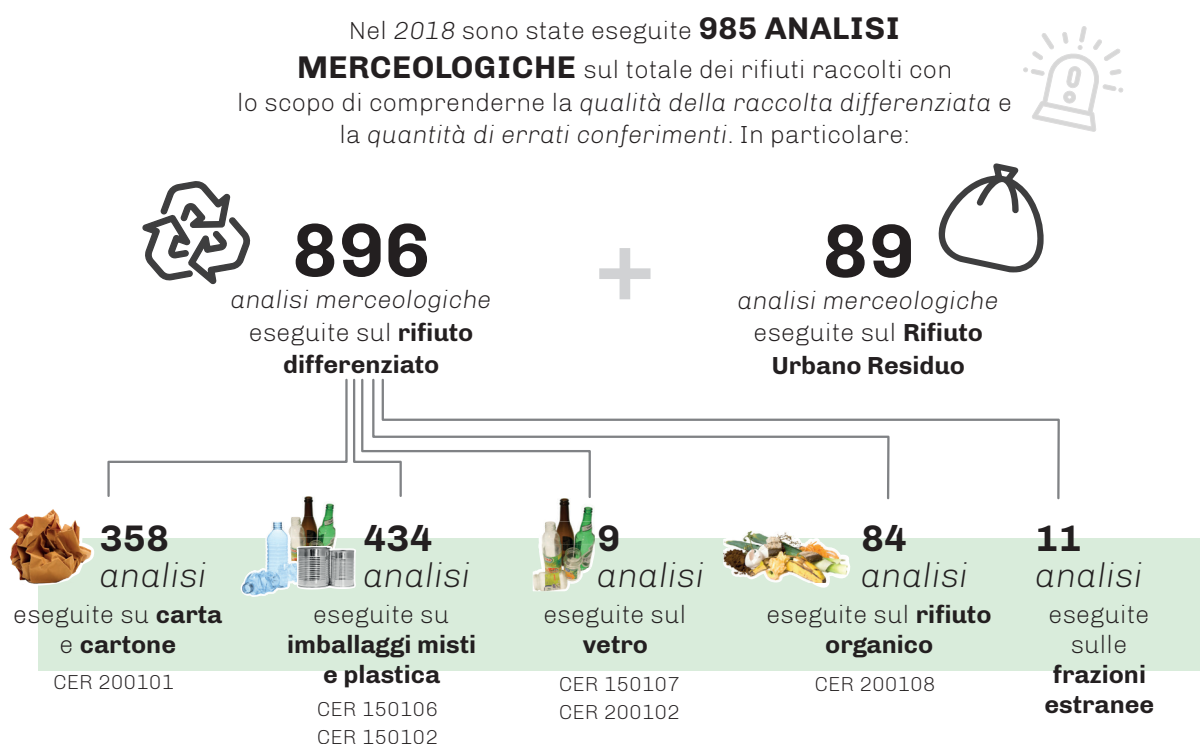 Nel 2018 sono state eseguite 985 ANALISI
MERCEOLOGICHE sul totale dei rifiuti raccolti con
lo scopo di comprenderne la qualità della raccolta differenziata e
la quantità di errati conferimenti. In particolare:
896
analisi merceologiche
eseguite sul rifiuto
differenziato
+
89
analisi merceologiche
eseguite sul Rifiuto
Urbano Residuo
358
analisi
eseguite su carta
e cartone
CER 200101
434
analisi
eseguite su
imballaggi misti
e plastica
CER 150106
CER 150102
9
analisi
eseguite sul
vetro
CER 150107
CER 200102
84
analisi
eseguite sul rifiuto
organico
CER 200108
11
analisi
eseguite
sulle
frazioni
estranee